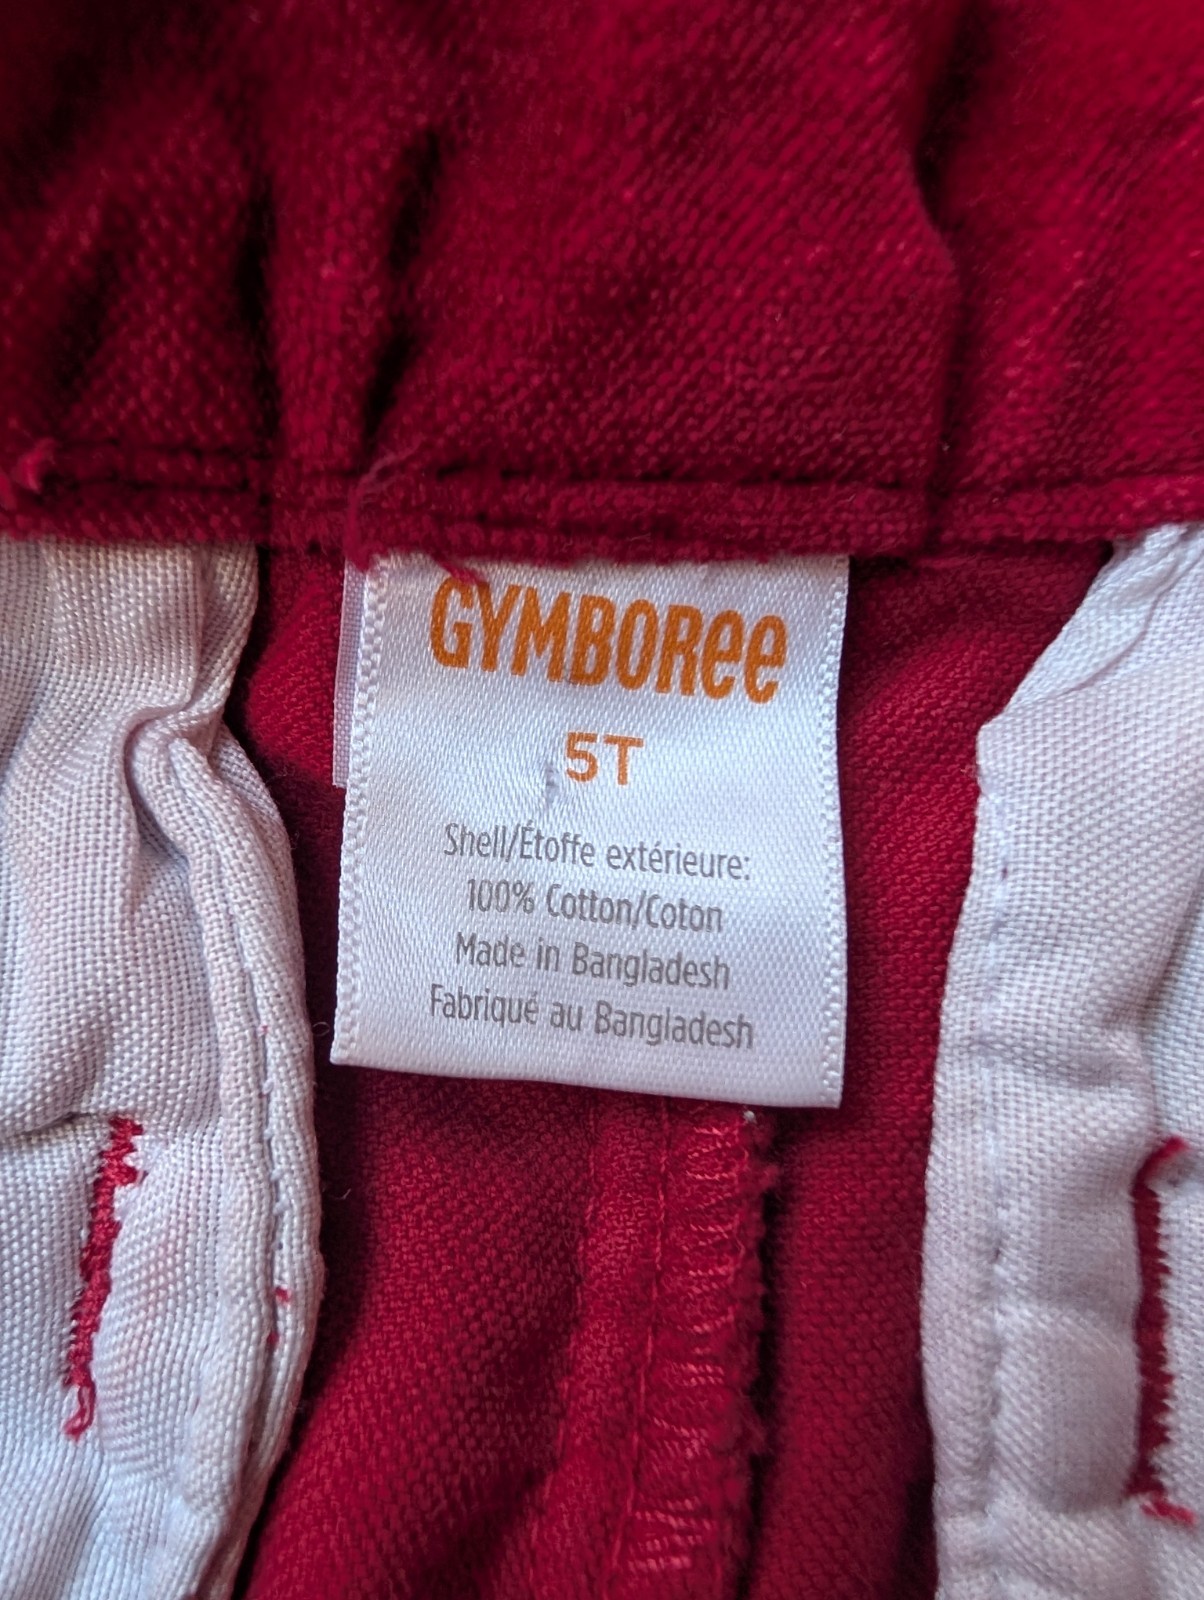 GYMBOREE
5T
Shell/Étoffe extérieure:
100% Cotton/Coton
Made in Bangladesh
Fabriqué au Bangladesh